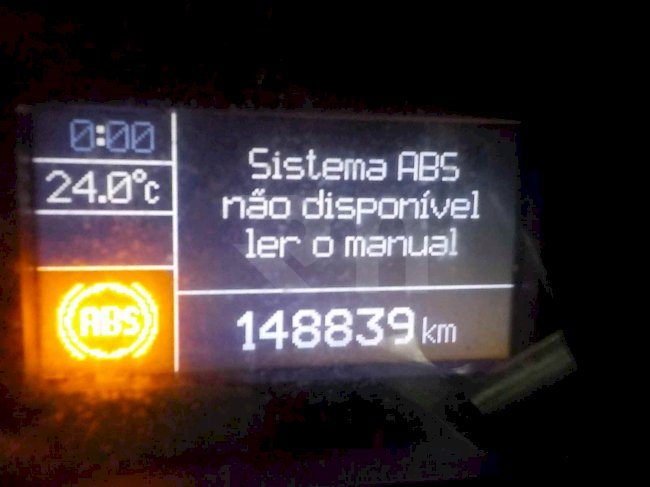 0:00
24.0°c
ABS
Sistema ABS
não disponível
ler o manual
148839 km